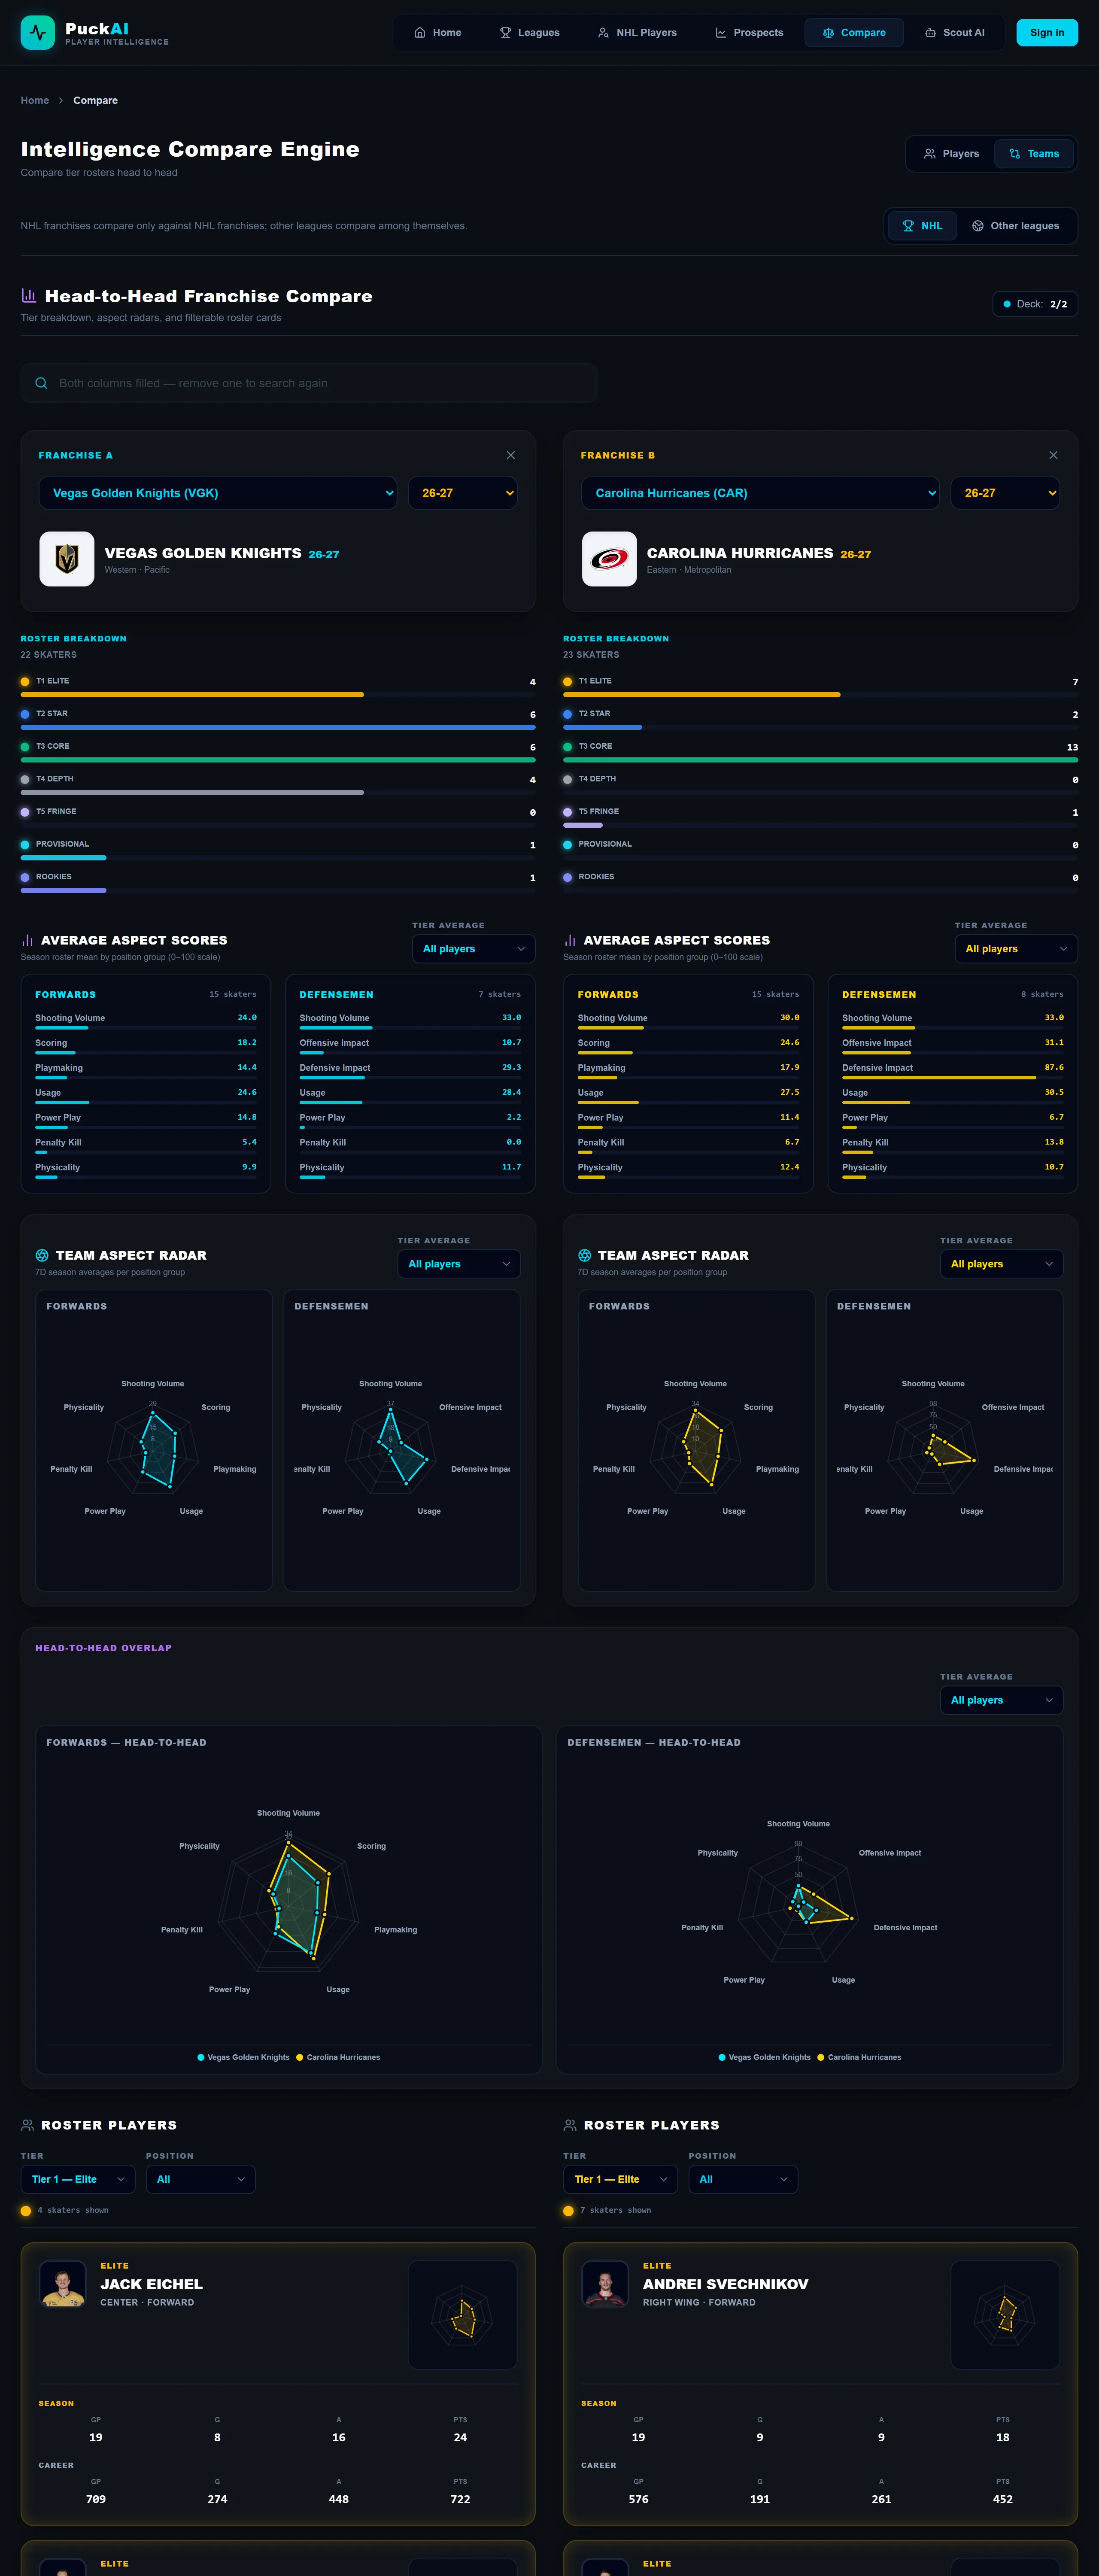 PuckAI
PLAYER INTELLIGENCE
Home
Leagues
NHL Players
Prospects
Compare
Scout AI
Sign in
Home > Compare
Intelligence Compare Engine
Compare tier rosters head to head
Players
Teams
NHL franchises compare only against NHL franchises; other leagues compare among themselves.
NHL
Other leagues
Head-to-Head Franchise Compare
Tier breakdown, aspect radars, and filterable roster cards
Deck: 2/2
Both columns filled — remove one to search again
FRANCHISE A
Vegas Golden Knights (VGK)
26-27
VEGAS GOLDEN KNIGHTS 26-27
Western · Pacific
FRANCHISE B
Carolina Hurricanes (CAR)
26-27
CAROLINA HURRICANES 26-27
Eastern · Metropolitan
ROSTER BREAKDOWN
22 SKATERS
T1 ELITE 4
T2 STAR 6
T3 CORE 6
T4 DEPTH 4
T5 FRINGE 0
PROVISIONAL 1
ROOKIES 1
ROSTER BREAKDOWN
23 SKATERS
T1 ELITE 7
T2 STAR 2
T3 CORE 13
T4 DEPTH 0
T5 FRINGE 1
PROVISIONAL 0
ROOKIES 0
AVERAGE ASPECT SCORES
Season roster mean by position group (0–100 scale)
TIER AVERAGE
All players
FORWARDS 15 skaters
Shooting Volume 24.0
Scoring 18.2
Playmaking 14.4
Usage 24.6
Power Play 14.8
Penalty Kill 5.4
Physicality 9.9
DEFENSEMEN 7 skaters
Shooting Volume 33.0
Offensive Impact 10.7
Defensive Impact 29.3
Usage 28.4
Power Play 2.2
Penalty Kill 0.0
Physicality 11.7
AVERAGE ASPECT SCORES
Season roster mean by position group (0–100 scale)
TIER AVERAGE
All players
FORWARDS 15 skaters
Shooting Volume 30.0
Scoring 24.6
Playmaking 17.9
Usage 27.5
Power Play 11.4
Penalty Kill 6.7
Physicality 12.4
DEFENSEMEN 8 skaters
Shooting Volume 33.0
Offensive Impact 31.1
Defensive Impact 87.6
Usage 30.5
Power Play 6.7
Penalty Kill 13.8
Physicality 10.7
TEAM ASPECT RADAR
7D season averages per position group
TIER AVERAGE
All players
FORWARDS
Shooting Volume
Physicality
Scoring
Penalty Kill
Playmaking
Power Play
Usage
DEFENSEMEN
Shooting Volume
Physicality
Offensive Impact
enalty Kill
Defensive Impac
Power Play
Usage
TEAM ASPECT RADAR
7D season averages per position group
TIER AVERAGE
All players
FORWARDS
Shooting Volume
Physicality
Scoring
Penalty Kill
Playmaking
Power Play
Usage
DEFENSEMEN
Shooting Volume
Physicality
Offensive Impact
enalty Kill
Defensive Impac
Power Play
Usage
HEAD-TO-HEAD OVERLAP
TIER AVERAGE
All players
FORWARDS — HEAD-TO-HEAD
Shooting Volume
Physicality
Scoring
Penalty Kill
Playmaking
Power Play
Usage
Vegas Golden Knights
Carolina Hurricanes
DEFENSEMEN — HEAD-TO-HEAD
Shooting Volume
99
75
50
Physicality
Offensive Impact
Penalty Kill
Defensive Impact
Power Play
Usage
Vegas Golden Knights
Carolina Hurricanes
ROSTER PLAYERS
TIER
Tier 1 — Elite
POSITION
All
4 skaters shown
ELITE
JACK EICHEL
CENTER · FORWARD
SEASON
GP G A PTS
19 8 16 24
CAREER
GP G A PTS
709 274 448 722
ELITE
ROSTER PLAYERS
TIER
Tier 1 — Elite
POSITION
All
7 skaters shown
ELITE
ANDREI SVECHNIKOV
RIGHT WING · FORWARD
SEASON
GP G A PTS
19 9 9 18
CAREER
GP G A PTS
576 191 261 452
ELITE